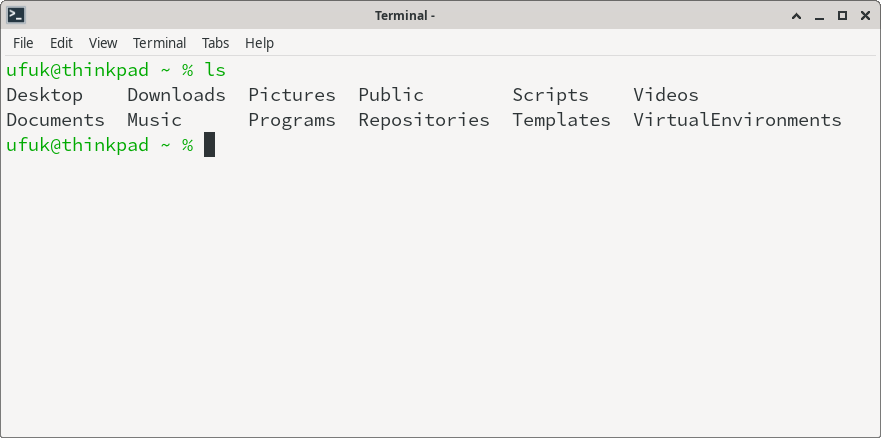 Terminal -
File Edit View Terminal Tabs Help
ufuk@thinkpad ~ % ls
Desktop Downloads Pictures Public Scripts Videos
Documents Music Programs Repositories Templates VirtualEnvironments
ufuk@thinkpad ~ %